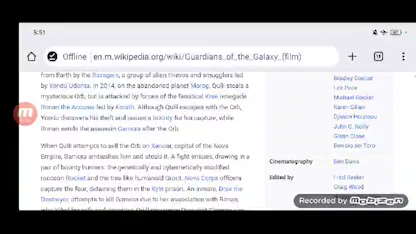 5:51
Offline en.m.wikipedia.org/wiki/Guardians_of_the_Galaxy_(film)
from Earth by the Ravagers, a group of alien thieves and smugglers led
by Yondu Udonta. In 2014, on the abandoned planet Morag, Quill steals a
mysterious Orb, but is attacked by forces of the fanatical Kree renegade
Ronan the Accuser, led by Korath. Although Quill escapes with the Orb,
Yondu discovers his theft and issues a bounty for his capture, while
Ronan sends the assassin Gamora after the Orb.
When Quill attempts to sell the Orb on Xandar, capital of the Nova
Empire, Gamora ambushes him and steals it. A fight ensues, drawing in a
pair of bounty hunters: the genetically and cybernetically modified
raccoon Rocket and the tree-like humanoid Groot. Nova Corps officers
capture the four, detaining them in the Kyln prison. An inmate, Drax the
Destroyer, attempts to kill Gamora due to her association with Ronan,
Bradley Cooper
Lee Pace
Michael Rooker
Karen Gillan
Djimon Hounsou
John C. Reilly
Glenn Close
Benicio del Toro
Cinematography Ben Davis
Edited by Fred Raskin
Craig Wood
Recorded by Mobizen